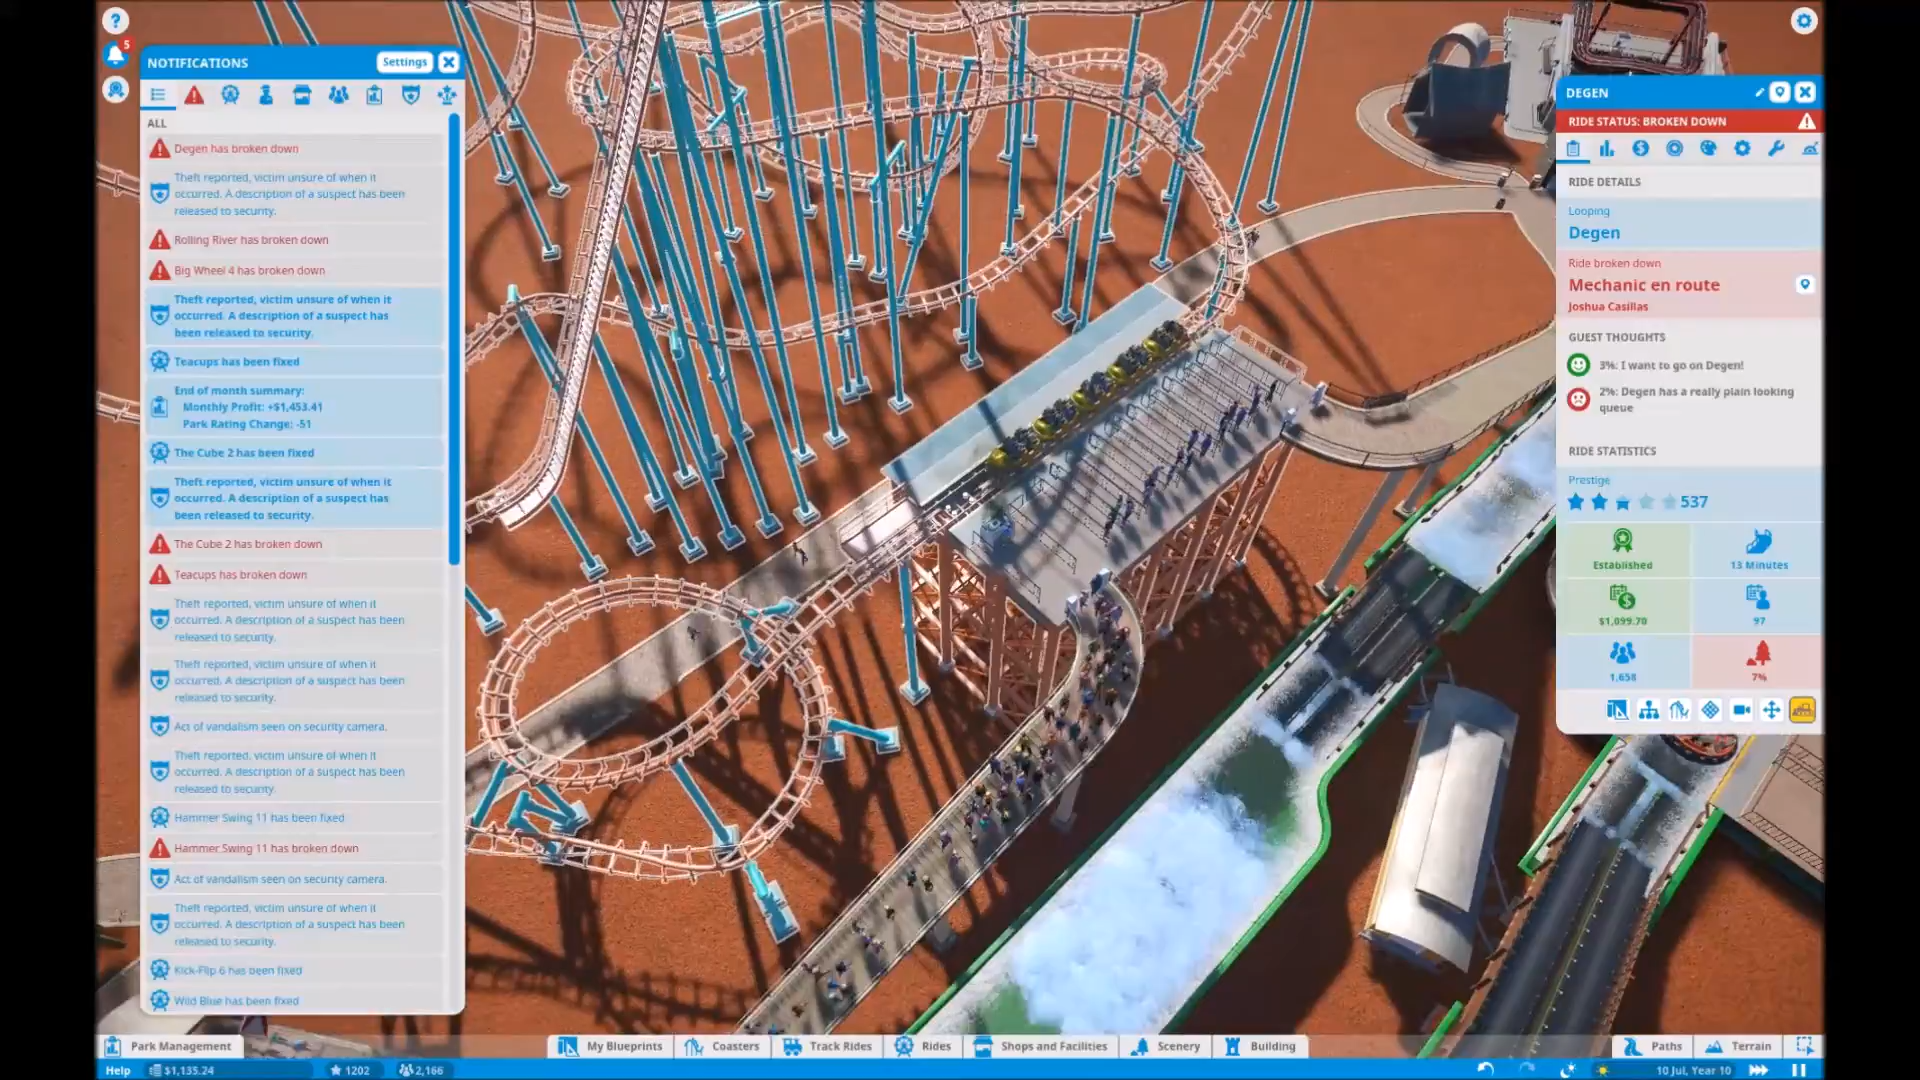 ?
5
NOTIFICATIONS
Settings
ALL
Degen has broken down
Theft reported, victim unsure of when it
occurred. A description of a suspect has
been released to security.
Rolling River has broken down
Big Wheel 4 has broken down
Theft reported, victim unsure of when it
occurred. A description of a suspect has
been released to security.
Teacups has been fixed
End of month summary:
Monthly Profit: +$1,453.41
Park Rating Change: -51
The Cube 2 has been fixed
Theft reported, victim unsure of when it
occurred. A description of a suspect has
been released to security.
The Cube 2 has broken down
Teacups has broken down
Theft reported, victim unsure of when it
occurred. A description of a suspect has
been released to security.
Theft reported, victim unsure of when it
occurred. A description of a suspect has
been released to security.
Act of vandalism seen on security camera.
Theft reported, victim unsure of when it
occurred. A description of a suspect has
been released to security.
Hammer Swing 11 has been fixed
Hammer Swing 11 has broken down
Act of vandalism seen on security camera.
Theft reported, victim unsure of when it
occurred. A description of a suspect has
been released to security.
Kick-Flip 6 has been fixed
Wild Blue has been fixed
DEGEN
RIDE STATUS: BROKEN DOWN
RIDE DETAILS
Looping
Degen
Ride broken down
Mechanic en route
Joshua Casillas
GUEST THOUGHTS
3%: I want to go on Degen!
2%: Degen has a really plain looking
queue
RIDE STATISTICS
Prestige
537
Established
13 Minutes
$1,099.70
97
1,658
7%
Park Management
My Blueprints
Coasters
Track Rides
Rides
Shops and Facilities
Scenery
Building
Paths
Terrain
Help
$1,135.24
1202
2,166
10 Jul, Year 10